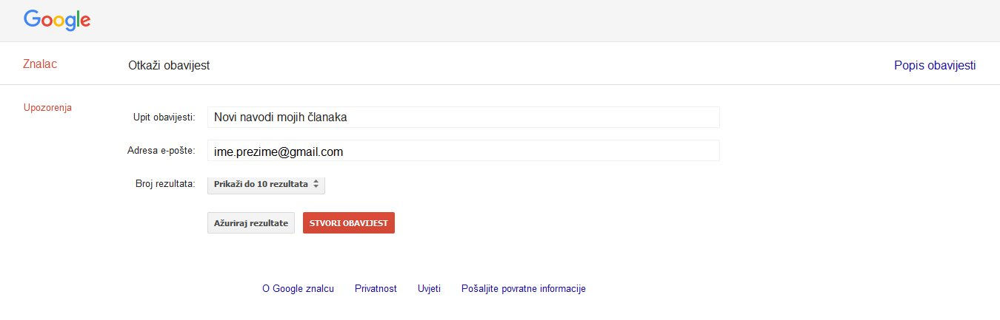 Google
Znalac Otkaži obavijest Popis obavijesti
Upozorenja
Upit obavijesti: Novi navodi mojih članaka
Adresa e-pošte: ime.prezime@gmail.com
Broj rezultata: Prikaži do 10 rezultata
Ažuriraj rezultate STVORI OBAVIJEST
O Google znalcu Privatnost Uvjeti Pošaljite povratne informacije